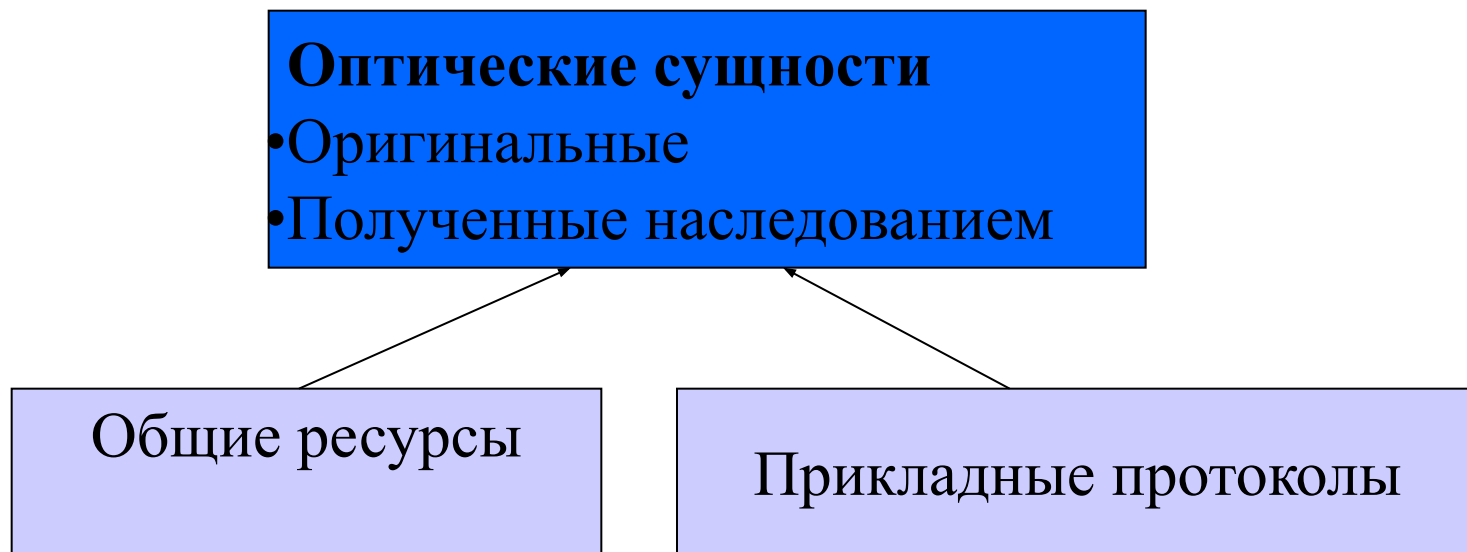 Оптические сущности
•Оригинальные
•Полученные наследованием
Общие ресурсы
Прикладные протоколы